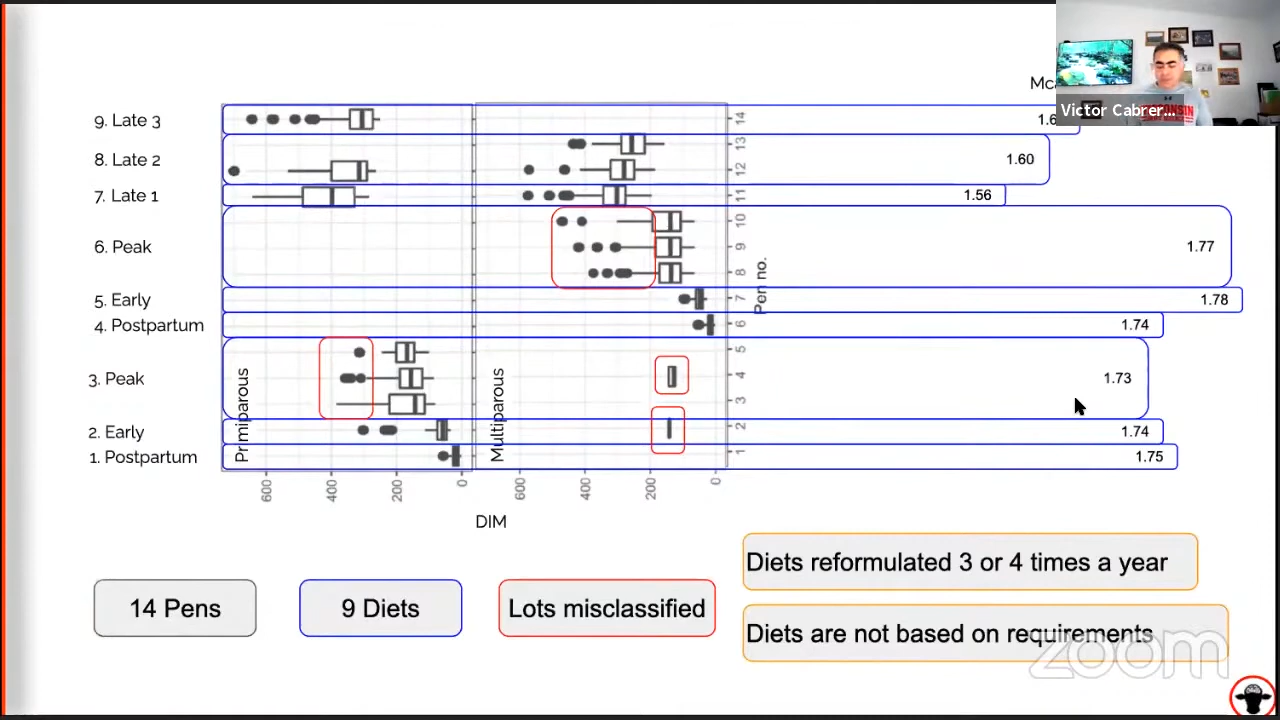 Mc
Victor Cabrer...
9. Late 3
14
8. Late 2
13
12
1.60
7. Late 1
11
1.56
6. Peak
10
9
8
1.77
Pen no.
5. Early
7
1.78
4. Postpartum
6
1.74
3. Peak
5
4
3
1.73
Prmiparous
Multiparous
2. Early
2
1.74
1. Postpartum
1
1.75
600
400
200
0
600
400
200
0
DIM
Diets reformulated 3 or 4 times a year
14 Pens
9 Diets
Lots misclassified
Diets are not based on requirements
zoom